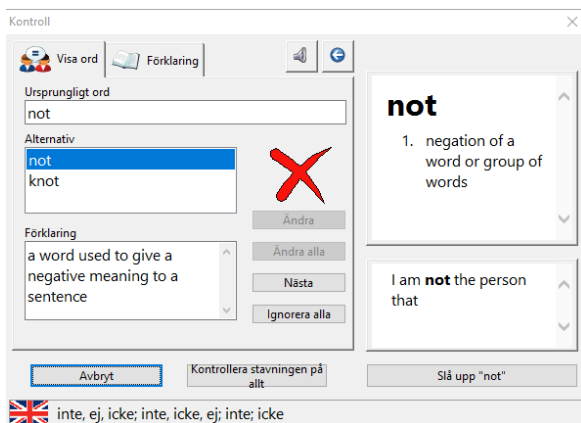 Kontroll
Visa ord
Förklaring
Ursprungligt ord
not
Alternativ
not
knot
Förklaring
a word used to give a
negative meaning to a
sentence
Ändra
Ändra alla
Nästa
Ignorera alla
not
1. negation of a
word or group of
words
I am not the person
that
Avbryt
Kontrollera stavningen på
allt
Slå upp "not"
inte, ej, icke; inte, icke, ej; inte; icke